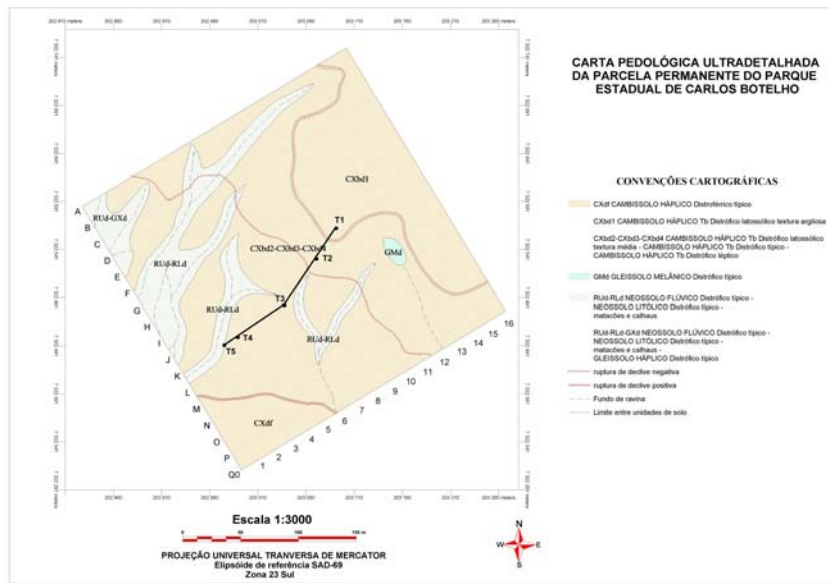 CARTA PEDOLÓGICA ULTRADETALHADA
DA PARCELA PERMANENTE DO PARQUE
ESTADUAL DE CARLOS BOTELHO
CONVENÇÕES CARTOGRÁFICAS
CXdf CAMBISSOLO HÁPLICO Distroférrico típico
CXbd1 CAMBISSOLO HÁPLICO Tb Distrófico latossólico textura argilosa
CXbd2-CXbd3-CXbd4 CAMBISSOLO HÁPLICO Tb Distrófico latossólico
textura média - CAMBISSOLO HÁPLICO Tb Distrófico típico -
CAMBISSOLO HÁPLICO Tb Distrófico léptico
GMd GLEISSOLO MELÂNICO Distrófico típico
RUd-RLd NEOSSOLO FLÚVICO Distrófico típico -
NEOSSOLO LITÓLICO Distrófico típico -
matacões e calhaus
RUd-RLd-GXd NEOSSOLO FLÚVICO Distrófico típico -
NEOSSOLO LITÓLICO Distrófico típico -
matacões e calhaus -
GLEISSOLO HÁPLICO Distrófico típico
ruptura de declive negativa
ruptura de declive positiva
Fundo de ravina
Limite entre unidades de solo
CXbd1
T1
CXbd2-CXbd3-CXbd4
T2
GMd
T3
RUd-GXd
RUd-RLd
RUd-RLd
RUd-RLd
T4
T5
CXdf
A
B
C
D
E
F
G
H
I
J
K
L
M
N
O
P
Q0
1
2
3
4
5
6
7
8
9
10
11
12
13
14
15
16
Escala 1:3000
0 50 100 150 m
PROJEÇÃO UNIVERSAL TRANVERSA DE MERCATOR
Elipsóide de referência SAD-69
Zona 23 Sul
N
W
E
S